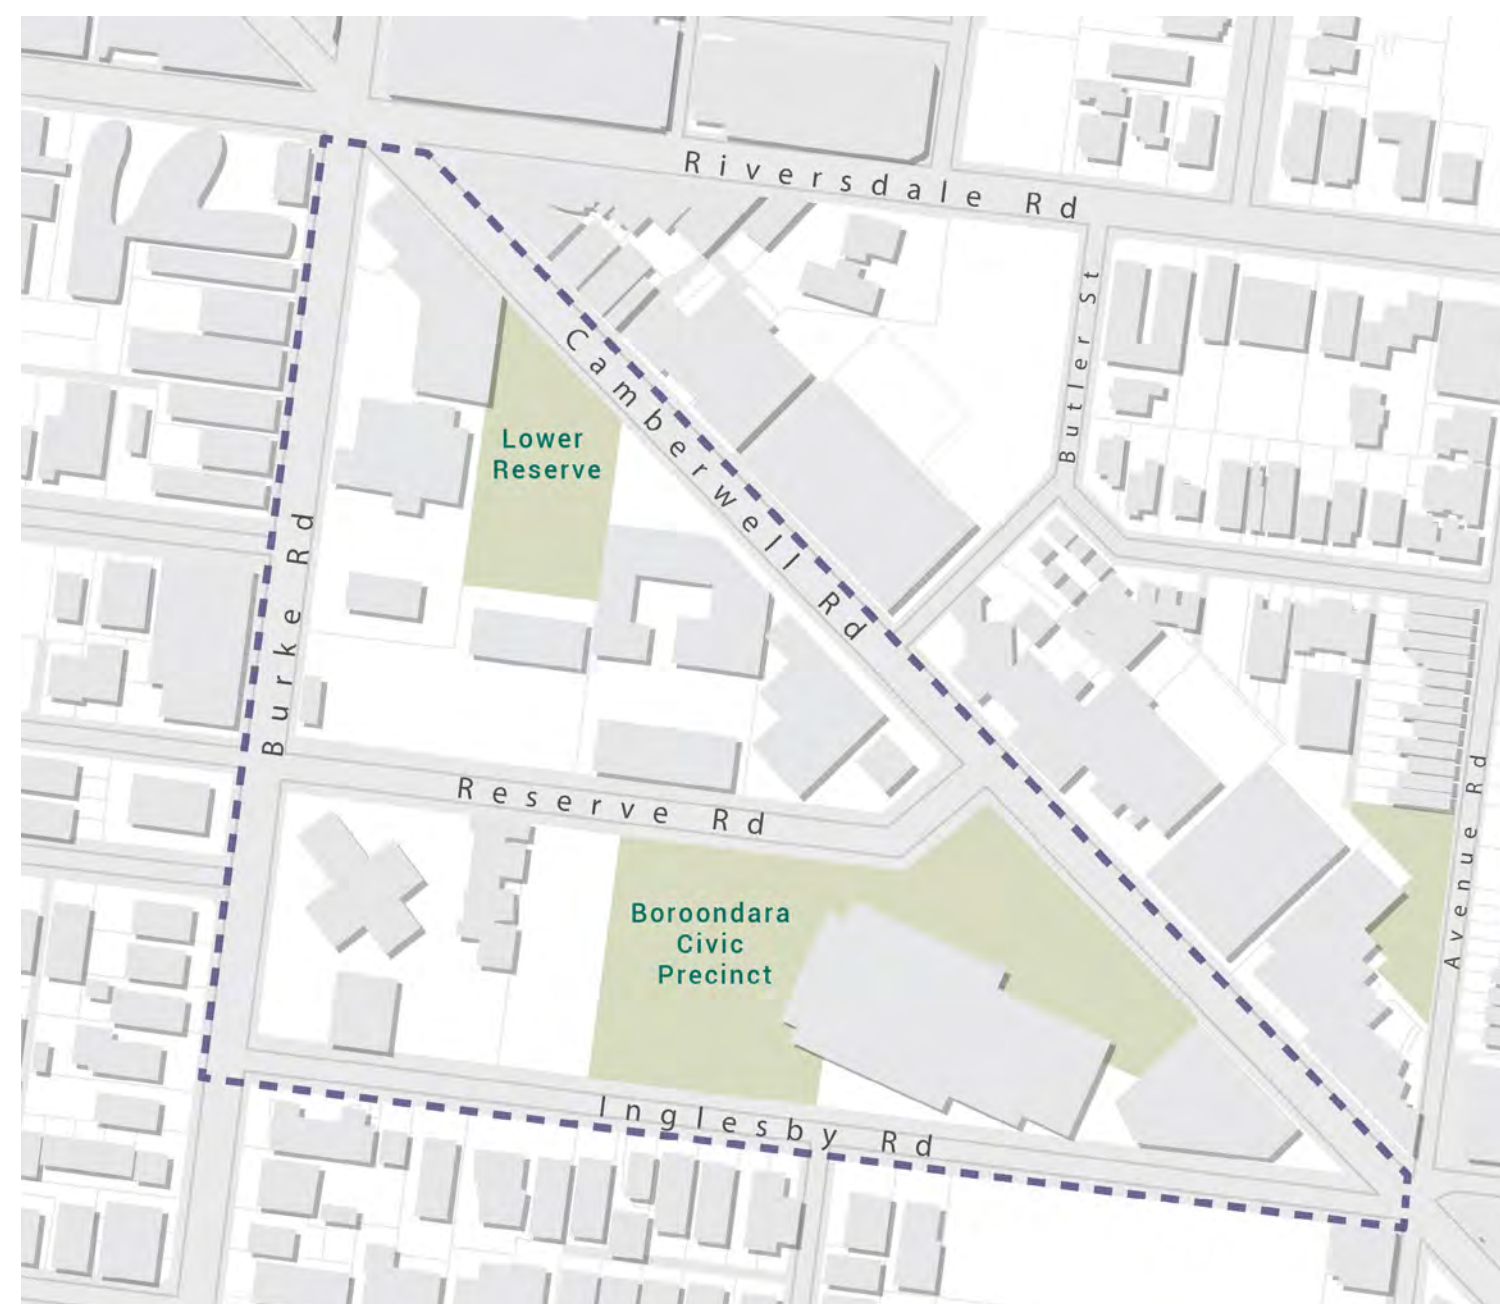 Riversdale Rd
Butler St
Camberwell Rd
Lower
Reserve
Burke Rd
Reserve Rd
Avenue Rd
Boroondara
Civic
Precinct
Inglesby Rd